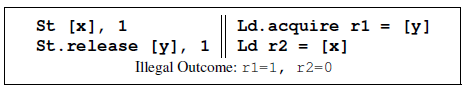 St [x], 1 Ld.acquire r1 = [y]
St.release [y], 1 Ld r2 = [x]
Illegal Outcome: r1=1, r2=0